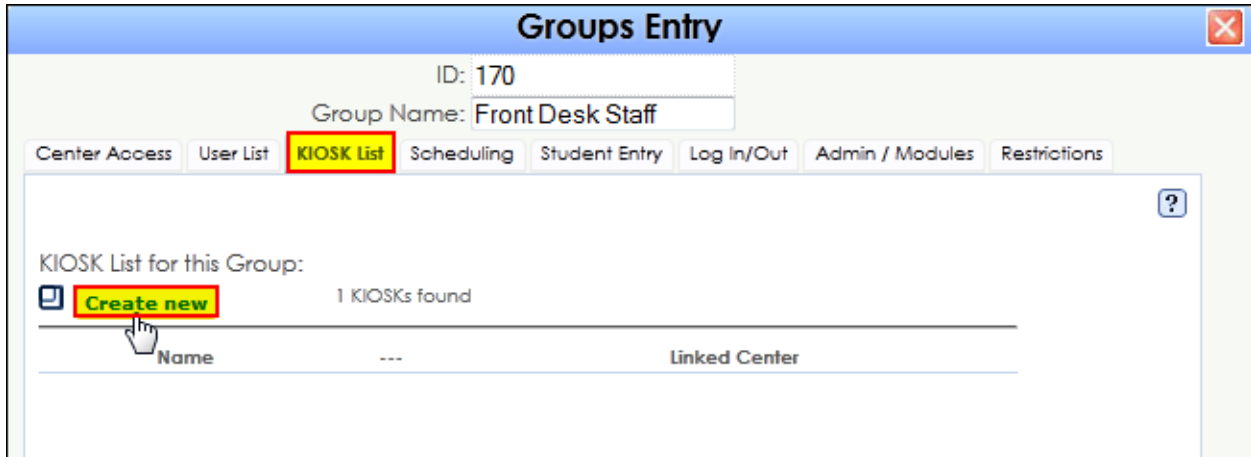 Groups Entry
ID: 170
Group Name: Front Desk Staff
Center Access User List KIOSK List Scheduling Student Entry Log In/Out Admin / Modules Restrictions
?
KIOSK List for this Group:
Create new 1 KIOSKs found
Name --- Linked Center